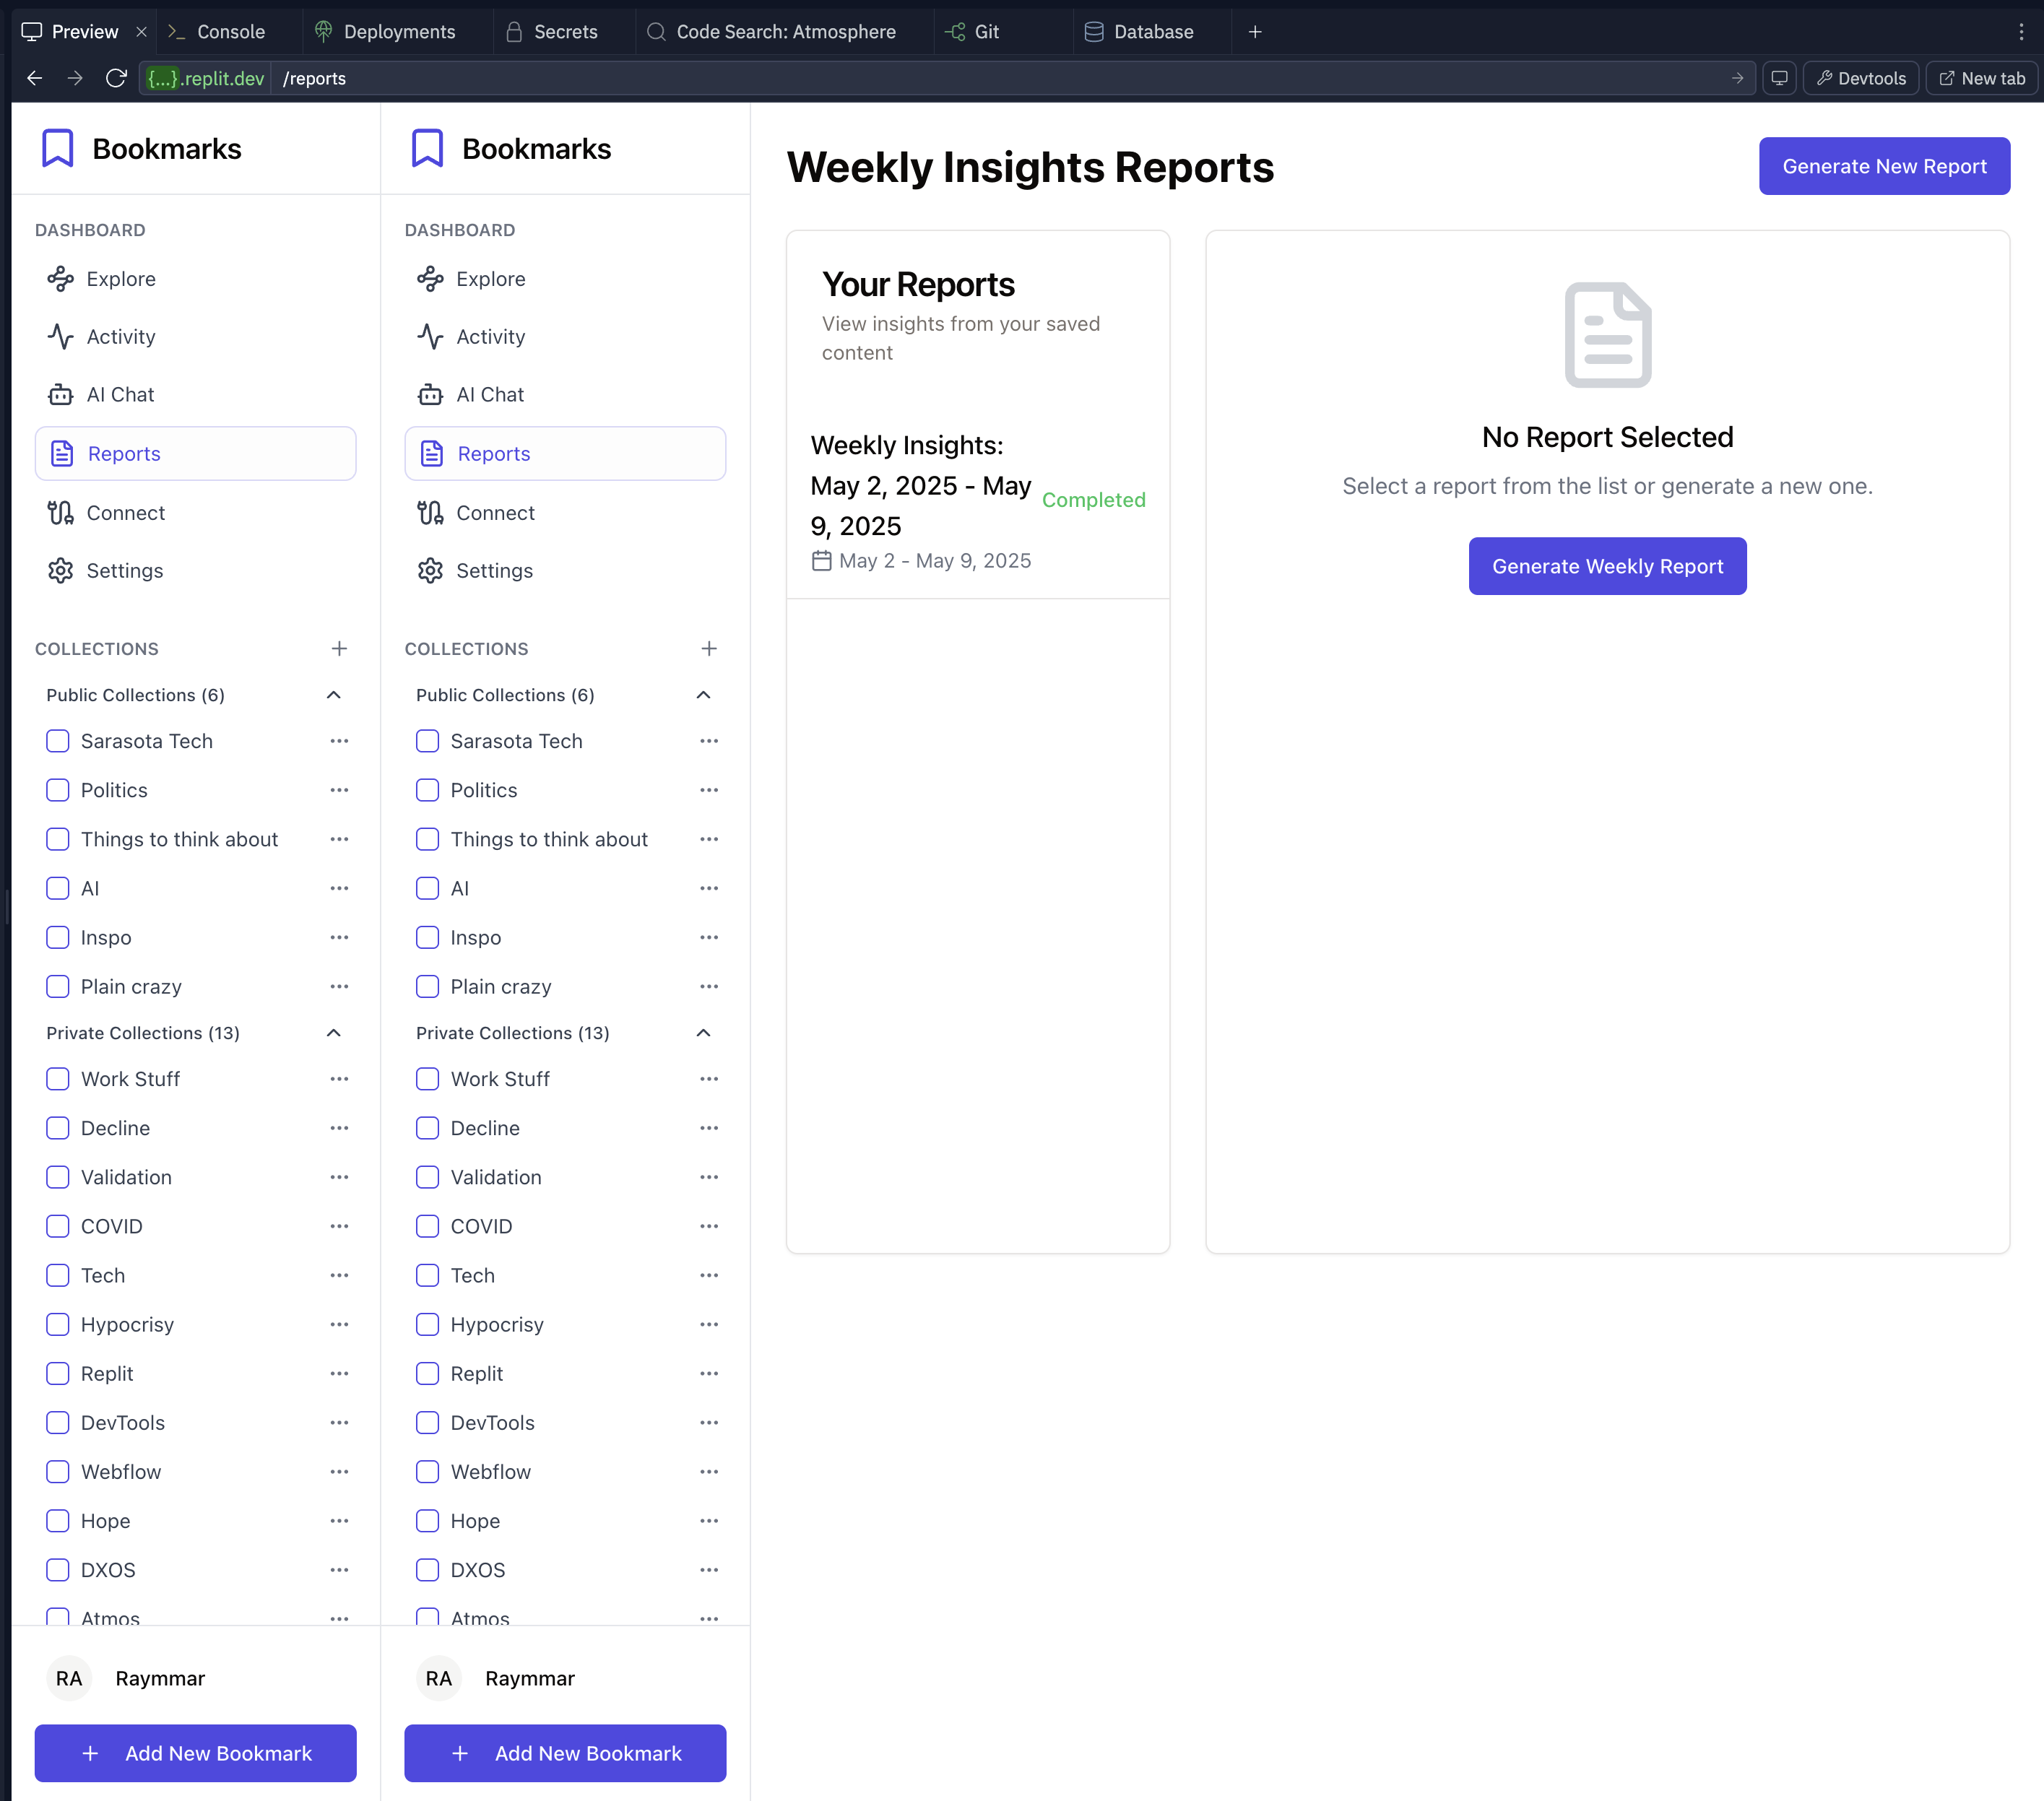 Preview
Console
Deployments
Secrets
Code Search: Atmosphere
Git
Database
{...}.replit.dev
/reports
Devtools
New tab
Bookmarks
DASHBOARD
Explore
Activity
AI Chat
Reports
Connect
Settings
COLLECTIONS
Public Collections (6)
Sarasota Tech
Politics
Things to think about
AI
Inspo
Plain crazy
Private Collections (13)
Work Stuff
Decline
Validation
COVID
Tech
Hypocrisy
Replit
DevTools
Webflow
Hope
DXOS
Atmos
RA
Raymmar
Add New Bookmark
Bookmarks
DASHBOARD
Explore
Activity
AI Chat
Reports
Connect
Settings
COLLECTIONS
Public Collections (6)
Sarasota Tech
Politics
Things to think about
AI
Inspo
Plain crazy
Private Collections (13)
Work Stuff
Decline
Validation
COVID
Tech
Hypocrisy
Replit
DevTools
Webflow
Hope
DXOS
Atmos
RA
Raymmar
Add New Bookmark
Weekly Insights Reports
Generate New Report
Your Reports
View insights from your saved
content
Weekly Insights:
May 2, 2025 - May
9, 2025
Completed
May 2 - May 9, 2025
No Report Selected
Select a report from the list or generate a new one.
Generate Weekly Report